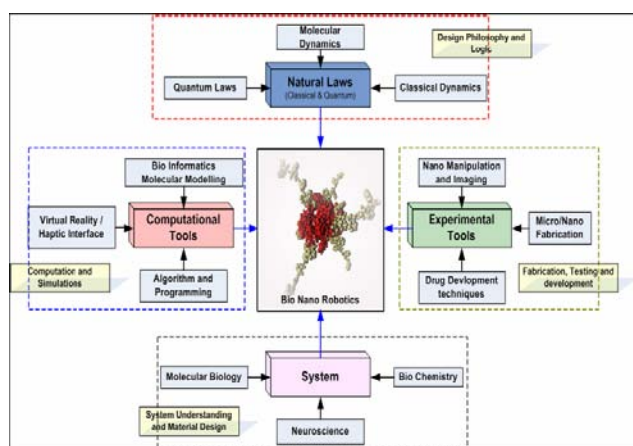 Molecular
Dynamics
Design Philosophy and
Logic
Quantum Laws
Natural Laws
(Classical & Quantum)
Classical Dynamics
Bio Informatics
Molecular Modelling
Virtual Reality /
Haptic Interface
Computational
Tools
Algorithm and
Programming
Computation and
Simulations
Bio Nano Robotics
Nano Manipulation
and Imaging
Experimental
Tools
Micro/Nano
Fabrication
Drug Devlopment
techniques
Fabrication, Testing and
development
Molecular Biology
System
Bio Chemistry
System Understanding
and Material Design
Neuroscience